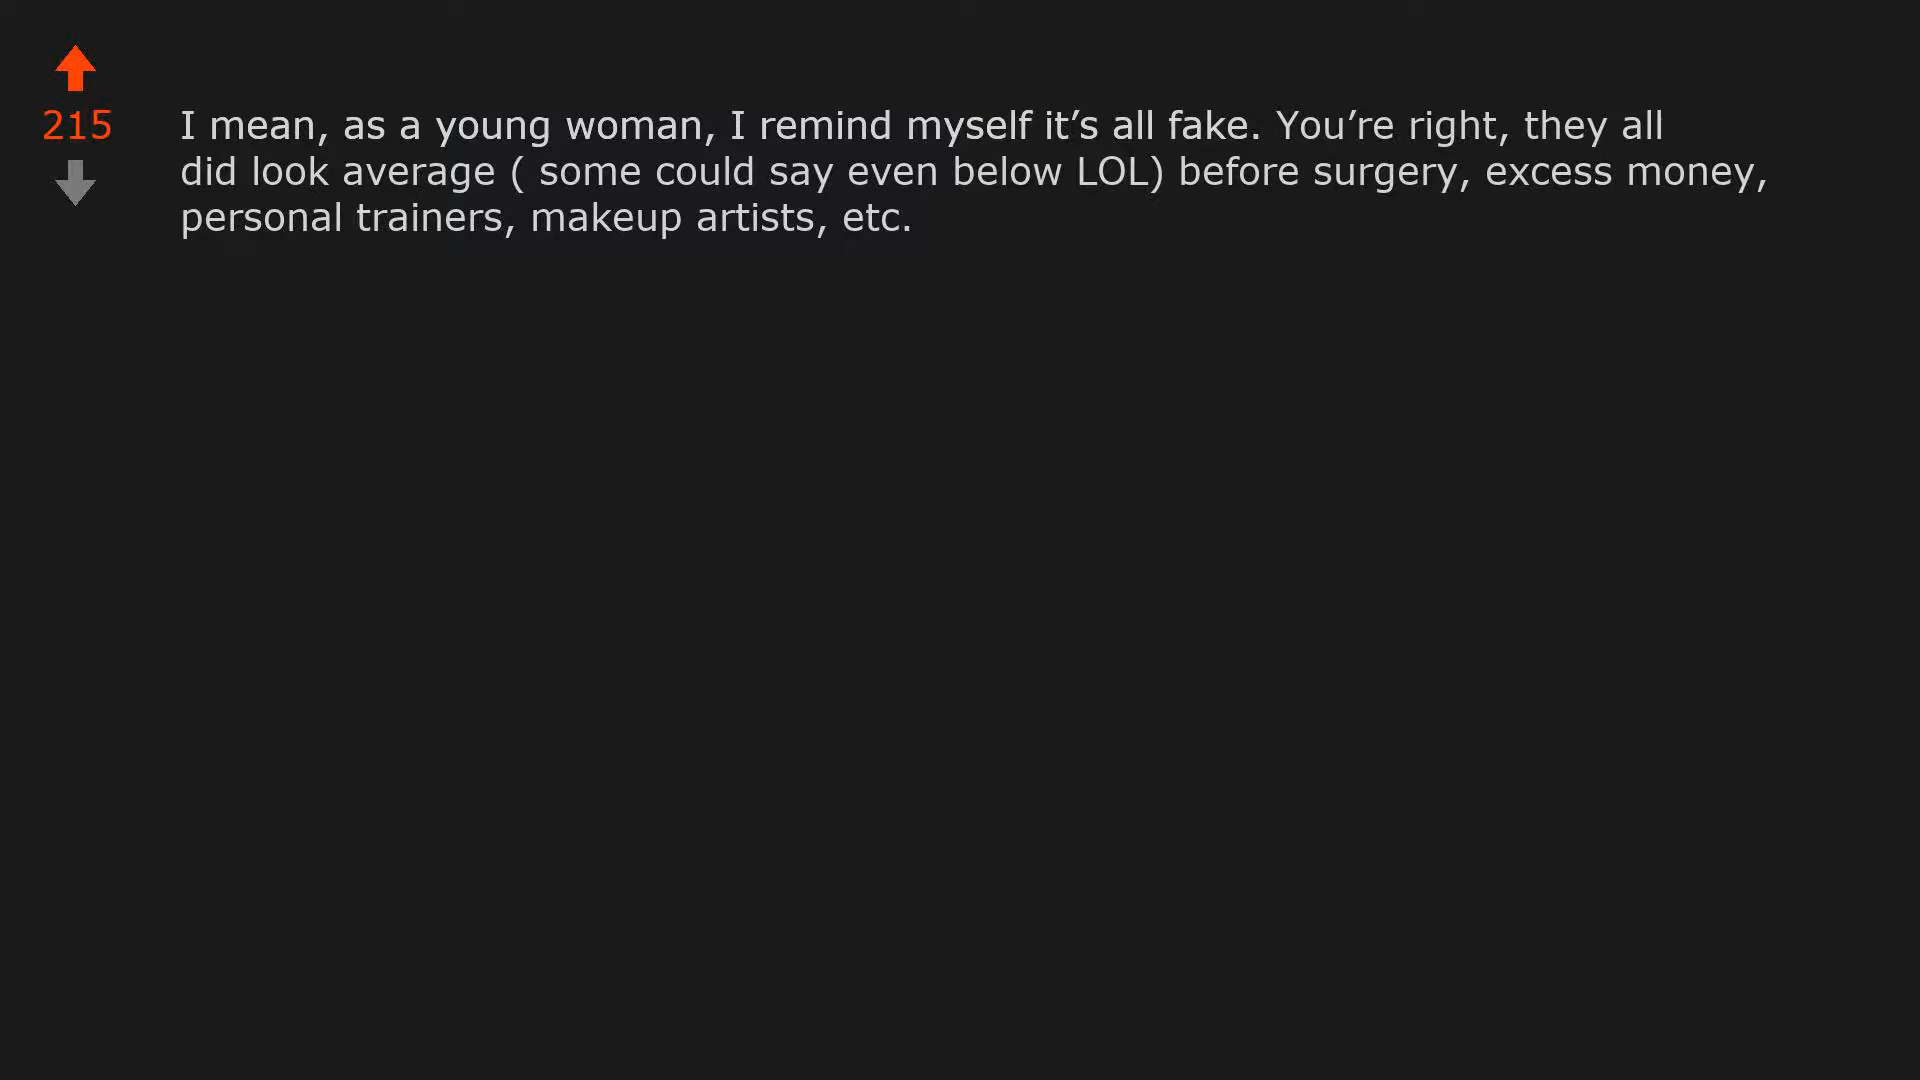 215
I mean, as a young woman, I remind myself it’s all fake. You’re right, they all
did look average ( some could say even below LOL) before surgery, excess money,
personal trainers, makeup artists, etc.